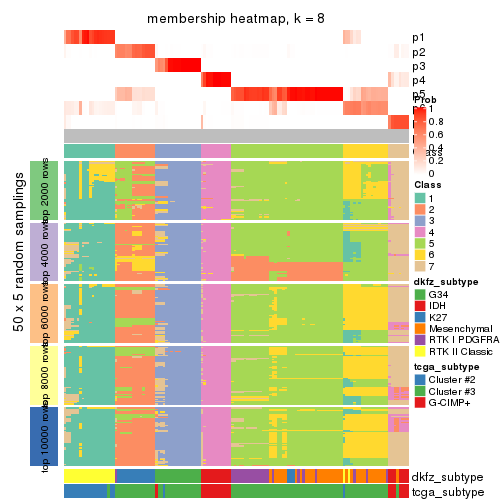 membership heatmap, k = 8
p1
p2
p3
p4
p5
Prob
1
0.8
0.6
0.4
0.2
0
Class
1
2
3
4
5
6
7
dkfz_subtype
G34
IDH
K27
Mesenchymal
RTK I PDGFRA
RTK II Classic
tcga_subtype
Cluster #2
Cluster #3
G-CIMP+
50 x 5 random samplings
top 2000 rows
top 4000 rows
top 6000 rows
top 8000 rows
top 10000 rows
dkfz_subtype
tcga_subtype